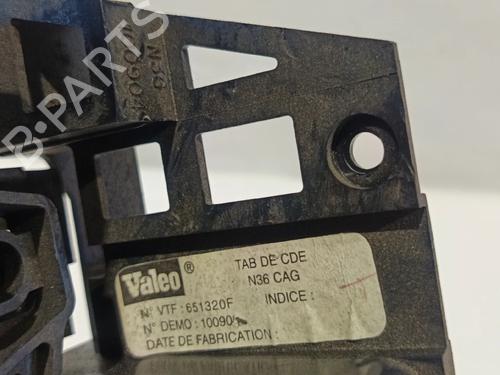 B-PARTS
Valeo ®
TAB DE CDE
N36 CAG
N° VTF : 651320F INDICE :
N° DEMO : 10090
DATE DE FABRICATION :